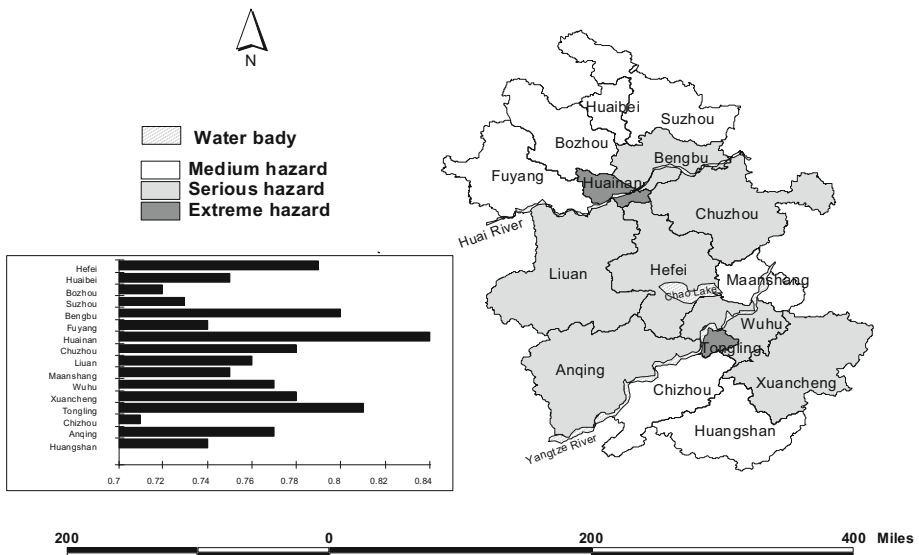 N
Water bady
Medium hazard
Serious hazard
Extreme hazard
Huaibei
Suzhou
Bozhou
Bengbu
Fuyang
Huainan
Chuzhou
Huai River
Liuan
Hefei
Maanshang
Chao Lake
Wuhu
Tongling
Anqing
Chizhou
Xuancheng
Huangshan
Yangtze River
Hefei
Huaibei
Bozhou
Suzhou
Bengbu
Fuyang
Huainan
Chuzhou
Liuan
Maanshang
Wuhu
Xuancheng
Tongling
Chizhou
Anqing
Huangshan
0.7 0.72 0.74 0.76 0.78 0.8 0.82 0.84
200 0 200 400 Miles